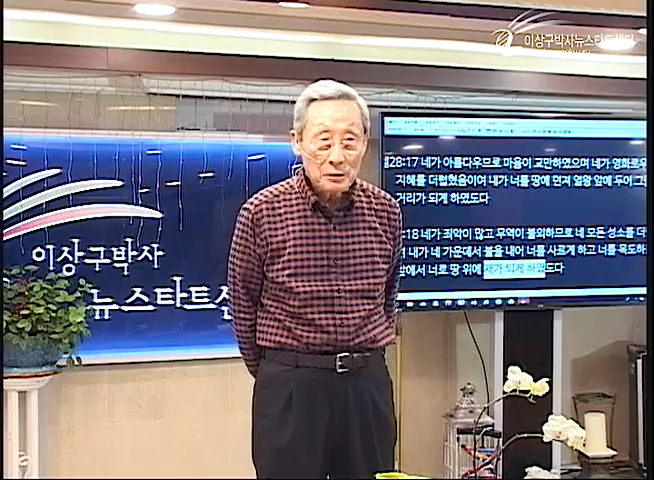 이상구박사뉴스타트센터
28:17 네가 아름다우므로 마음이 교만하였으며 네가 영화로우
지혜를 더럽혔음이여 내가 너를 땅에 던져 열왕 앞에 두어 그
거리가 되게 하였도다
:18 네가 죄악이 많고 무역이 불의하므로 네 모든 성소를 더
내가 네 가운데서 불을 내어 너를 사르게 하고 너를 목도하
앞에서 너로 땅 위에 재가 되게 하였도다
이상구박사
뉴스타트센